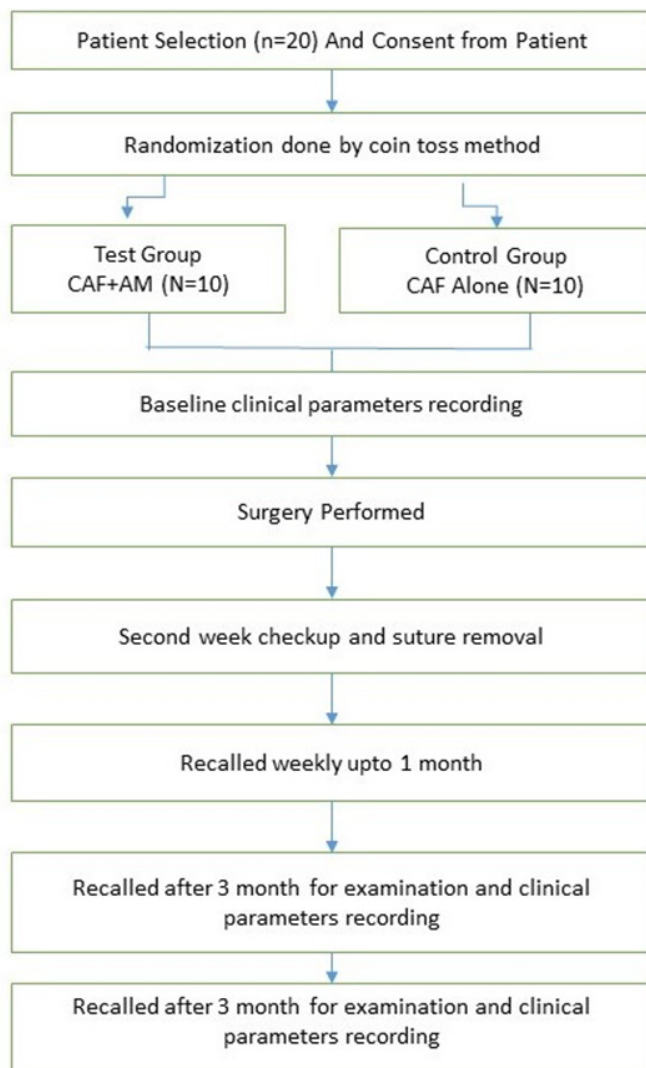 Patient Selection (n=20) And Consent from Patient
Randomization done by coin toss method
Test Group
CAF+AM (N=10)
Control Group
CAF Alone (N=10)
Baseline clinical parameters recording
Surgery Performed
Second week checkup and suture removal
Recalled weekly upto 1 month
Recalled after 3 month for examination and clinical
parameters recording
Recalled after 3 month for examination and clinical
parameters recording